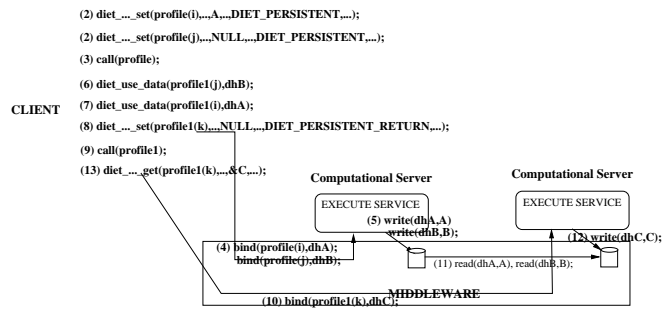 (2) diet_..._set(profile(i),..,A,..,DIET_PERSISTENT,...);
(2) diet_..._set(profile(j),..,NULL,..,DIET_PERSISTENT,...);
(3) call(profile);
(6) diet_use_data(profile1(j),dhB);
CLIENT
(7) diet_use_data(profile1(i),dhA);
(8) diet_..._set(profile1(k),..,NULL,..,DIET_PERSISTENT_RETURN,...);
(9) call(profile1);
(13) diet_..._get(profile1(k),..,&C,...);
Computational Server
Computational Server
EXECUTE SERVICE
EXECUTE SERVICE
(5) write(dhA,A)
write(dhB,B);
(12) write(dhC,C);
(4) bind(profile(i),dhA);
bind(profile(j),dhB);
(11) read(dhA,A), read(dhB,B);
MIDDLEWARE
(10) bind(profile1(k),dhC);